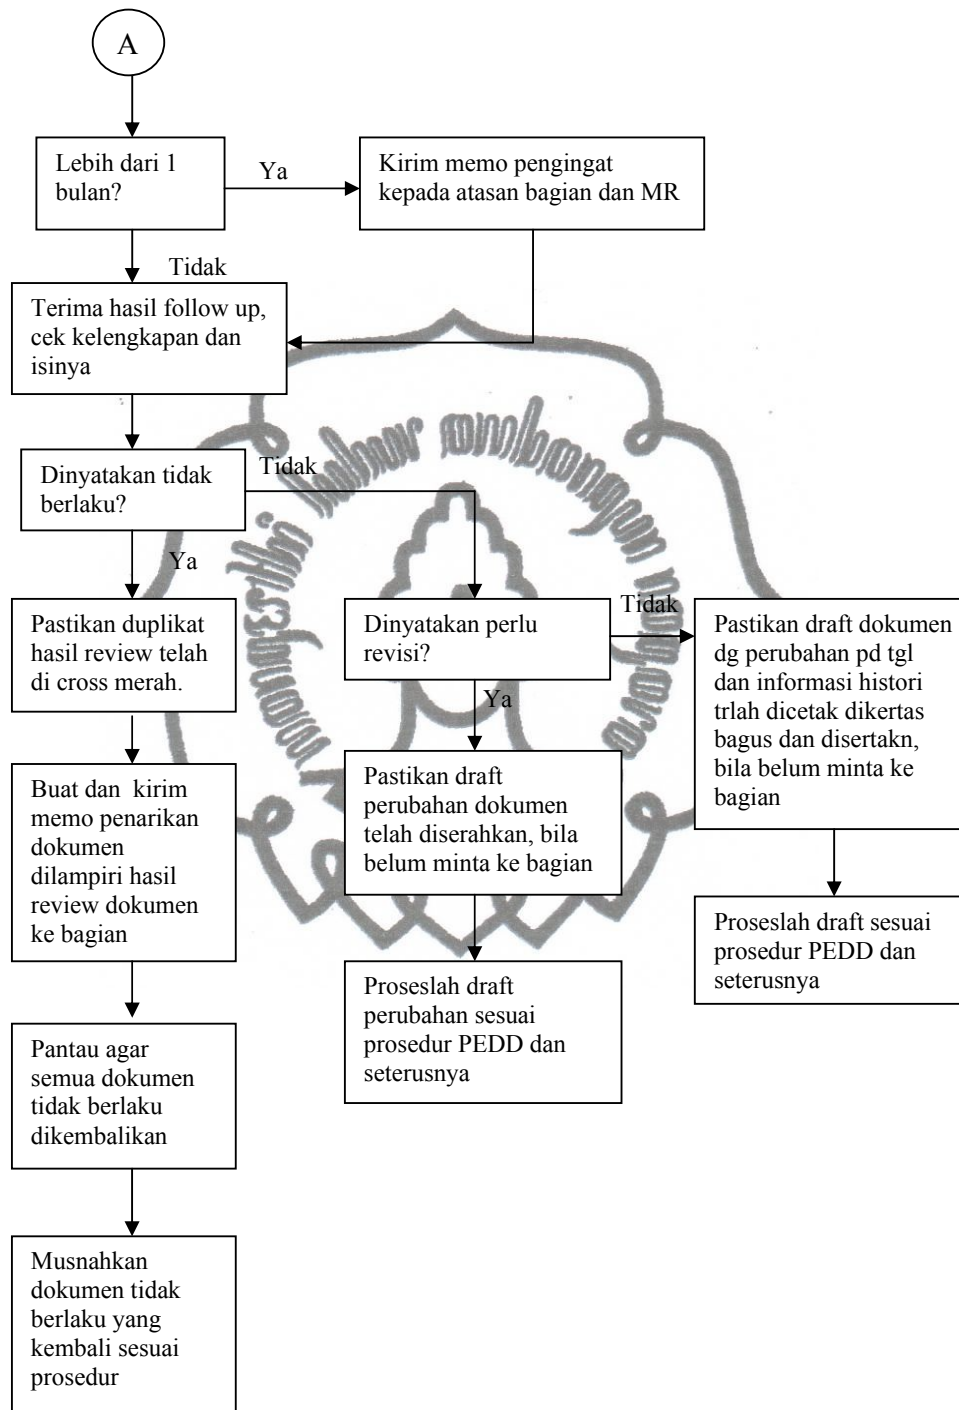 A
Lebih dari 1
bulan?
Ya
Kirim memo pengingat
kepada atasan bagian dan MR
Tidak
Terima hasil follow up,
cek kelengkapan dan
isinya
Dinyatakan tidak
berlaku?
Tidak
Ya
Pastikan duplikat
hasil review telah
di cross merah.
Dinyatakan perlu
revisi?
Tidak
Ya
Pastikan draft dokumen
dg perubahan pd tgl
dan informasi histori
trlah dicetak dikertas
bagus dan disertakn,
bila belum minta ke
bagian
Buat dan kirim
memo penarikan
dokumen
dilampiri hasil
review dokumen
ke bagian
Pastikan draft
perubahan dokumen
telah diserahkan, bila
belum minta ke bagian
Proseslah draft sesuai
prosedur PEDD dan
seterusnya
Proseslah draft
perubahan sesuai
prosedur PEDD dan
seterusnya
Pantau agar
semua dokumen
tidak berlaku
dikembalikan
Musnahkan
dokumen tidak
berlaku yang
kembali sesuai
prosedur